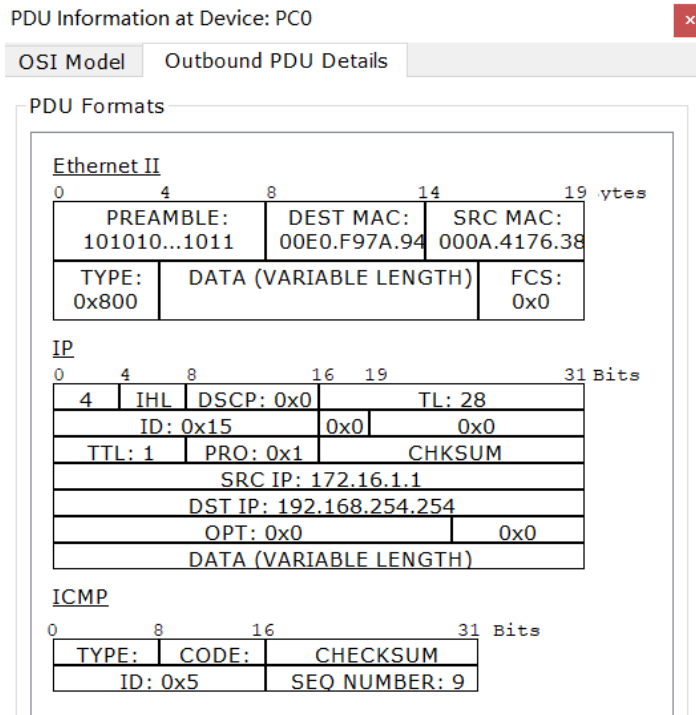 PDU Information at Device: PC0
OSI Model Outbound PDU Details
PDU Formats
Ethernet II
0 4 8 14 19 ytes
PREAMBLE: DEST MAC: SRC MAC:
101010...1011 00E0.F97A.94 000A.4176.38
TYPE: DATA (VARIABLE LENGTH) FCS:
0x800 0x0
IP
0 4 8 16 19 31 Bits
4 IHL DSCP: 0x0 TL: 28
ID: 0x15 0x0 0x0
TTL: 1 PRO: 0x1 CHKSUM
SRC IP: 172.16.1.1
DST IP: 192.168.254.254
OPT: 0x0 0x0
DATA (VARIABLE LENGTH)
ICMP
0 8 16 31 Bits
TYPE: CODE: CHECKSUM
ID: 0x5 SEQ NUMBER: 9